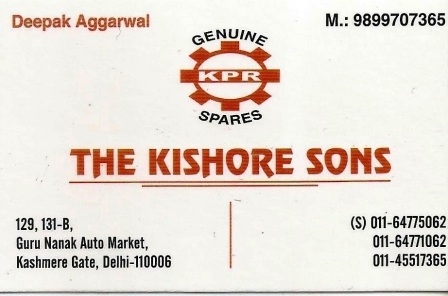 Deepak Aggarwal
M.: 9899707365
GENUINE
KPR
SPARES
THE KISHORE SONS
129, 131-B,
Guru Nanak Auto Market,
Kashmere Gate, Delhi-110006
(S) 011-64775062
011-64771062
011-45517365